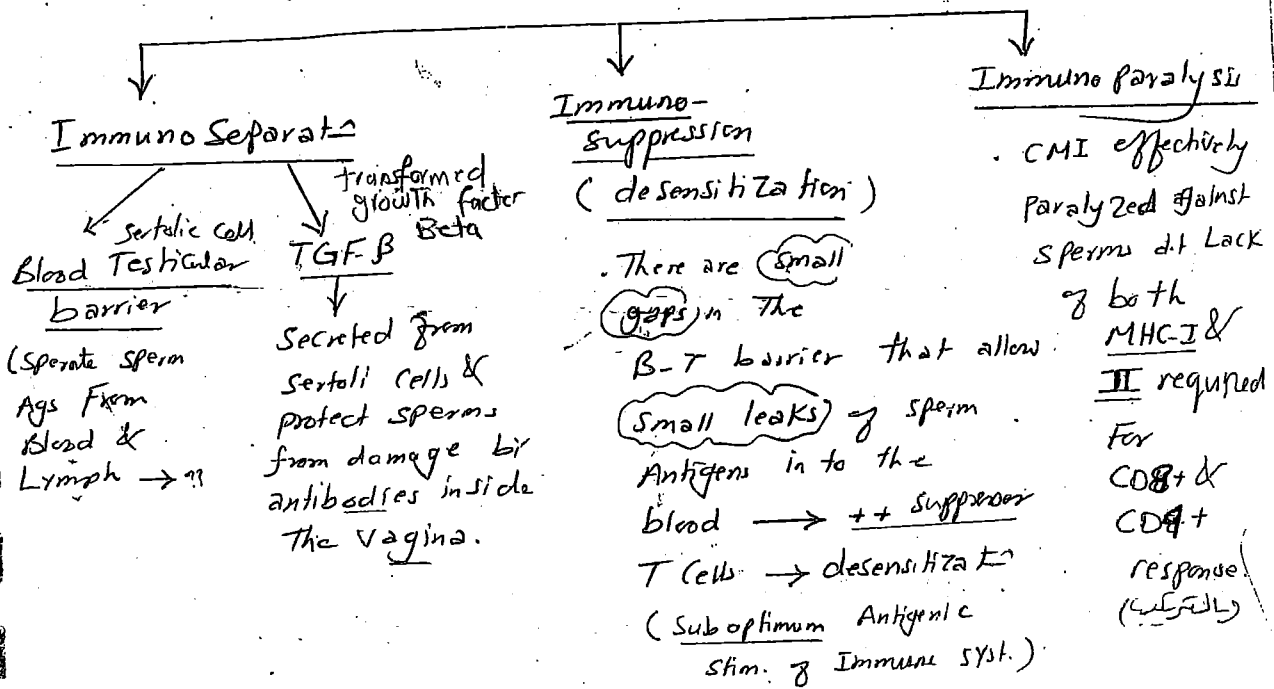 Immuno Separatⁿ
Sertolic cell
Blood Testicular
barrier
(Sperate sperm
Ags From
Blood &
Lymph → ??
transformed
growth factor
Beta
TGF-β
Secreted from
Sertoli Cells &
protect sperms
from damage by
antibodies inside
The Vagina.
Immuno-
suppression
(desensitization)
. There are small
gaps in The
B-T barrier that allow
small leaks of sperm
Antigens in to the
blood → ++ suppressor
T Cells → desensitizatⁿ
(Suboptimum Antigenic
Stim. of Immune syst.)
Immuno Paralysis
. CMI effectively
Paralyzed against
Sperms d.t Lack
of both
MHC-I &
II required
For
CD8+ &
CD4+
response.
(بالترتيب)